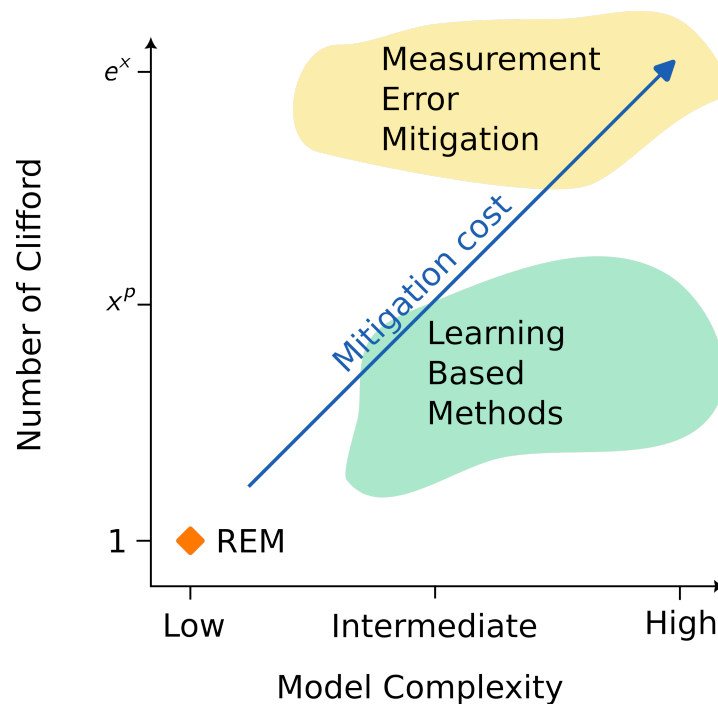 Measurement
Error
Mitigation
e^x
Number of Clifford
x^p
Mitigation cost
Learning
Based
Methods
1
REM
Low
Intermediate
High
Model Complexity